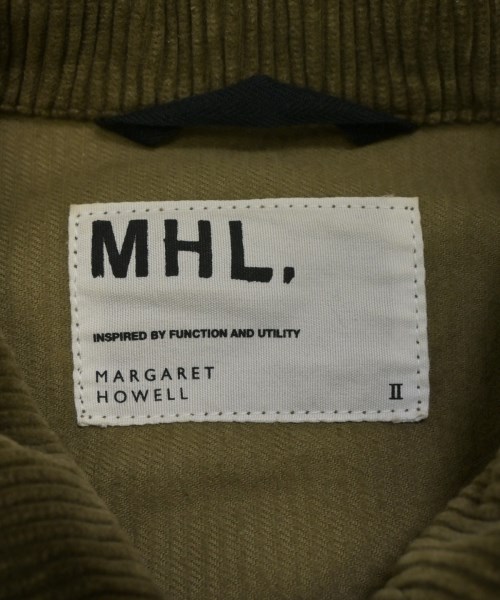 MHL.
INSPIRED BY FUNCTION AND UTILITY
MARGARET
HOWELL
II